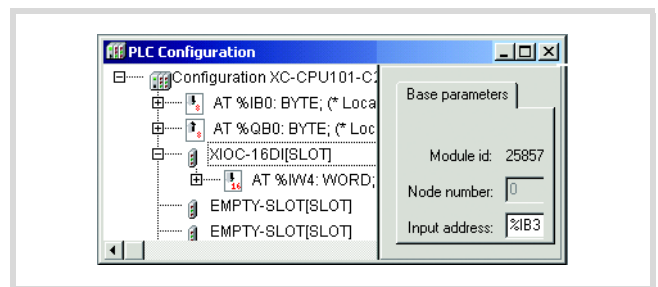 PLC Configuration
Configuration XC-CPU101-C
AT %IB0: BYTE; (* Loca
AT %QB0: BYTE; (* Loc
XIOC-16DI[SLOT]
16
AT %IW4: WORD;
EMPTY-SLOT[SLOT]
EMPTY-SLOT[SLOT]
Base parameters
Module id: 25857
Node number: 0
Input address: %IB3